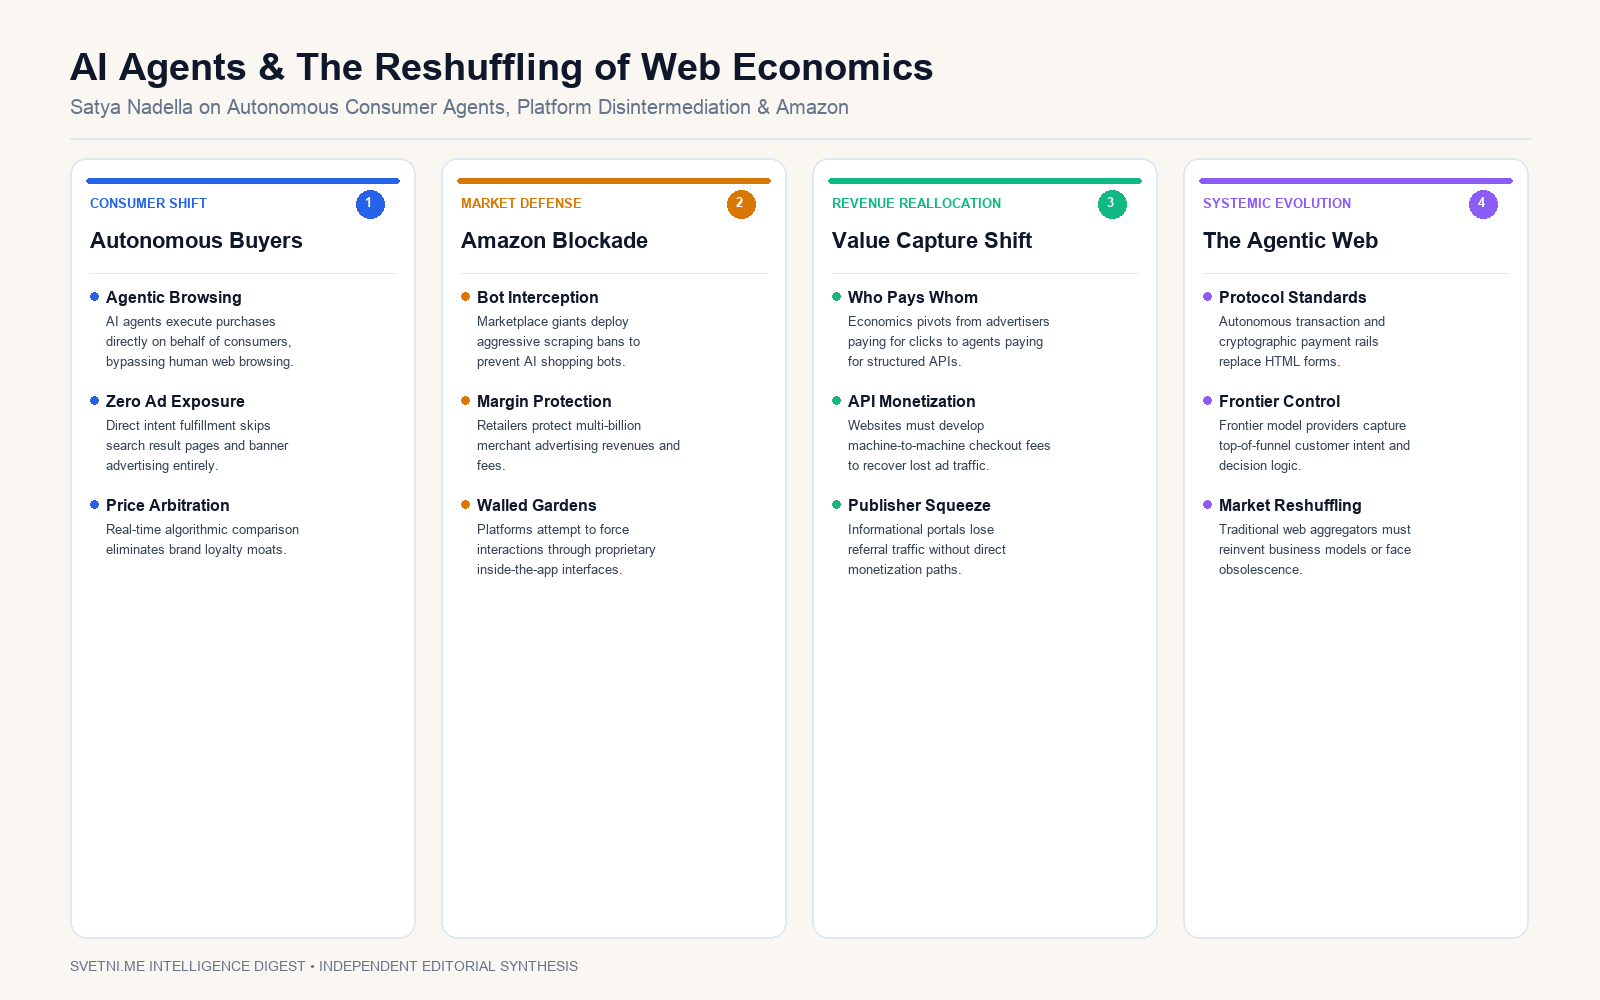 AI Agents & The Reshuffling of Web Economics
Satya Nadella on Autonomous Consumer Agents, Platform Disintermediation & Amazon
CONSUMER SHIFT
1
Autonomous Buyers
Agentic Browsing
AI agents execute purchases
directly on behalf of consumers,
bypassing human web browsing.
Zero Ad Exposure
Direct intent fulfillment skips
search result pages and banner
advertising entirely.
Price Arbitration
Real-time algorithmic comparison
eliminates brand loyalty moats.
MARKET DEFENSE
2
Amazon Blockade
Bot Interception
Marketplace giants deploy
aggressive scraping bans to
prevent AI shopping bots.
Margin Protection
Retailers protect multi-billion
merchant advertising revenues and
fees.
Walled Gardens
Platforms attempt to force
interactions through proprietary
inside-the-app interfaces.
REVENUE REALLOCATION
3
Value Capture Shift
Who Pays Whom
Economics pivots from advertisers
paying for clicks to agents paying
for structured APIs.
API Monetization
Websites must develop
machine-to-machine checkout fees
to recover lost ad traffic.
Publisher Squeeze
Informational portals lose
referral traffic without direct
monetization paths.
SYSTEMIC EVOLUTION
4
The Agentic Web
Protocol Standards
Autonomous transaction and
cryptographic payment rails
replace HTML forms.
Frontier Control
Frontier model providers capture
top-of-funnel customer intent and
decision logic.
Market Reshuffling
Traditional web aggregators must
reinvent business models or face
obsolescence.
SVETNI.ME INTELLIGENCE DIGEST • INDEPENDENT EDITORIAL SYNTHESIS